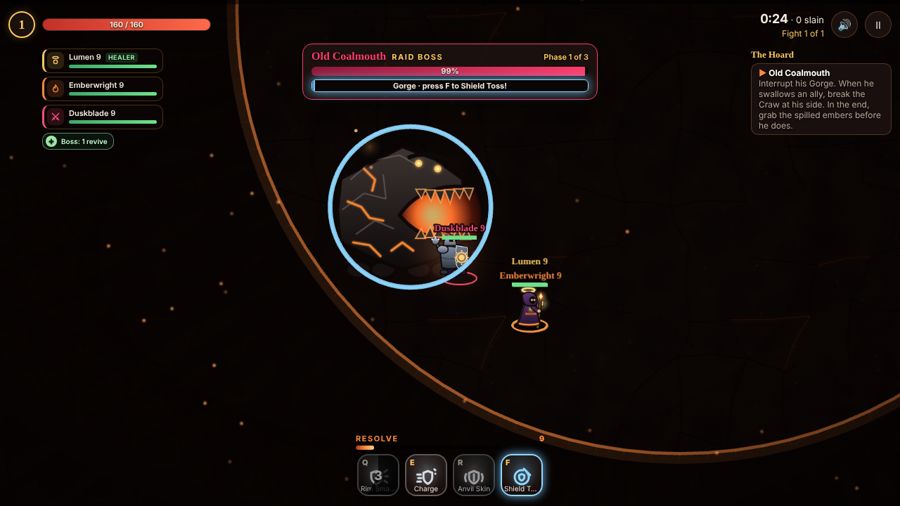 1
160 / 160
Lumen 9 HEALER
Emberwright 9
Duskblade 9
Boss: 1 revive
Old Coalmouth RAID BOSS Phase 1 of 3
99%
Gorge · press F to Shield Toss!
0:24 · 0 slain
Fight 1 of 1
The Hoard
▶ Old Coalmouth
Interrupt his Gorge. When he
swallows an ally, break the
Craw at his side. In the end,
grab the spilled embers before
he does.
Duskblade 9
Lumen 9
Emberwright 9
RESOLVE 9
Q 3
E Charge
R Anvil Skin
F Shield T...